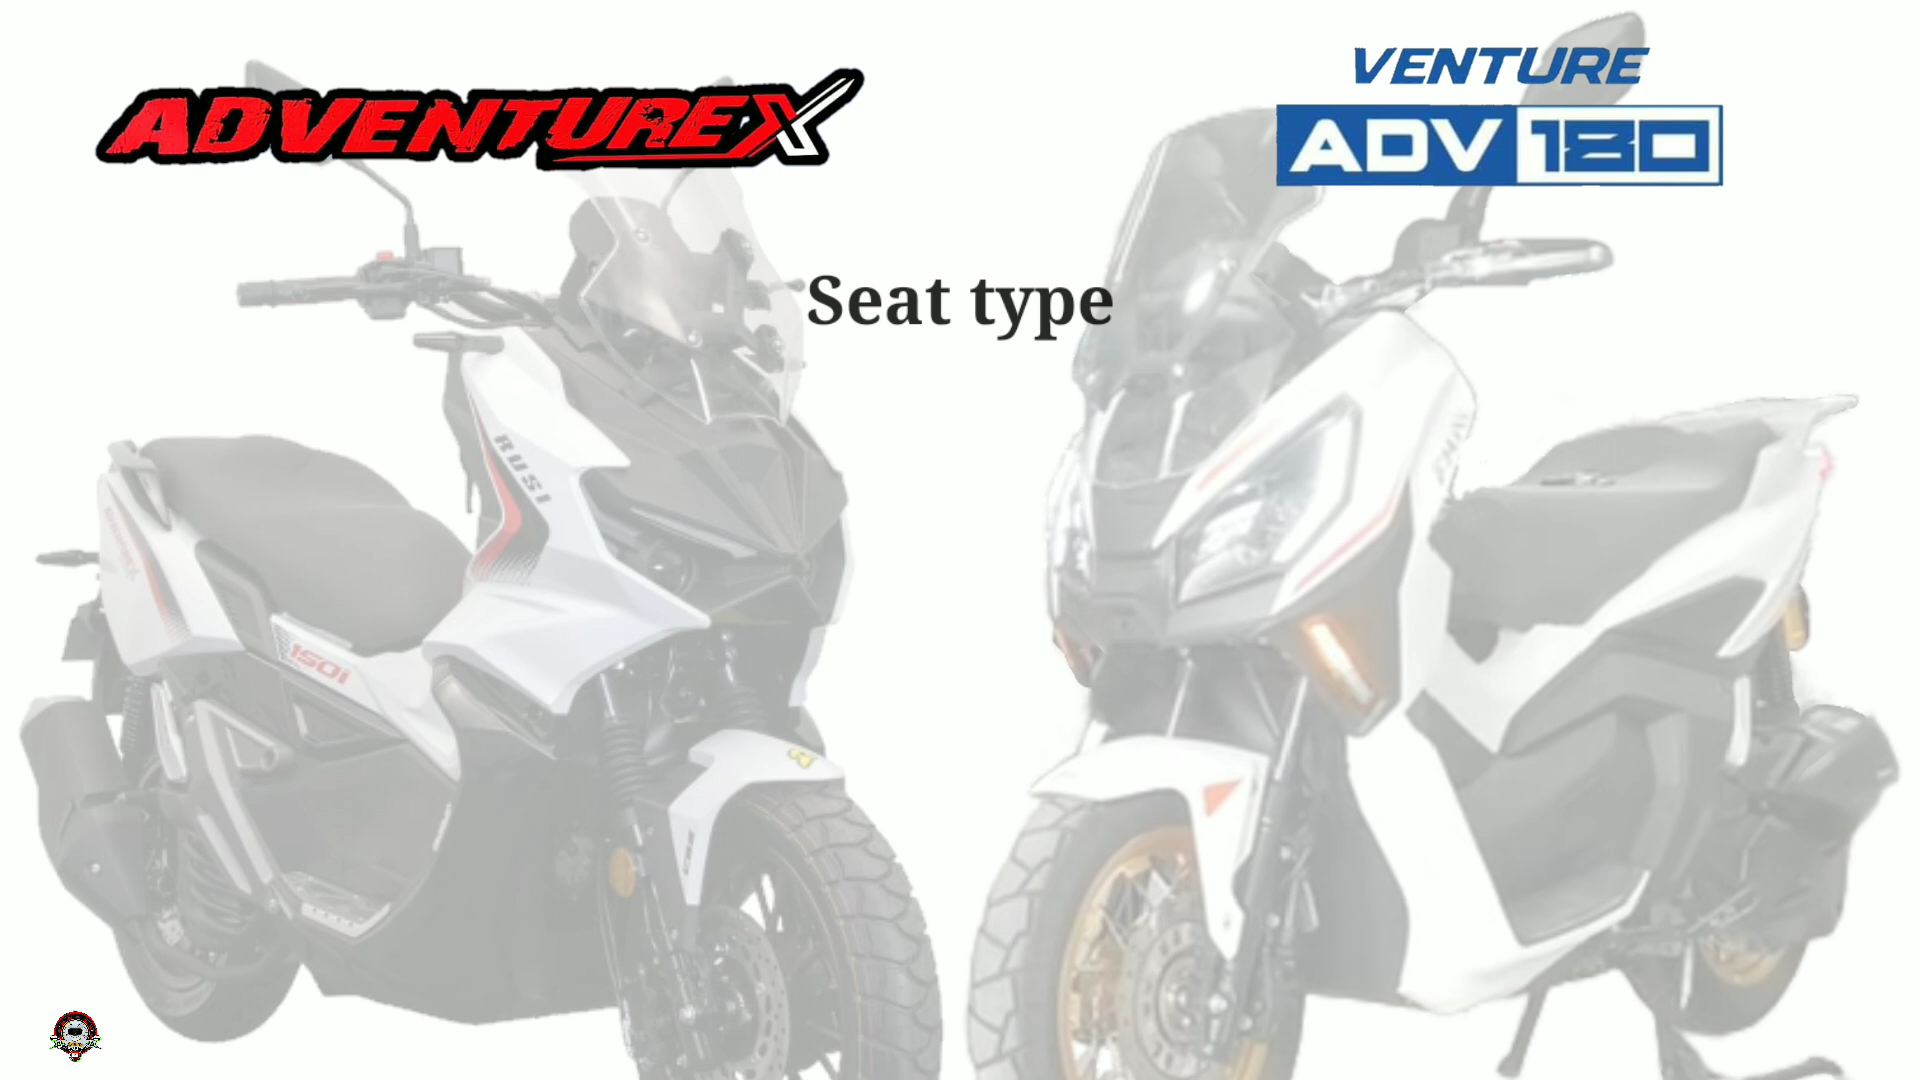 ADVENTUREX
VENTURE
ADV 180
Seat type
RUSI
150i